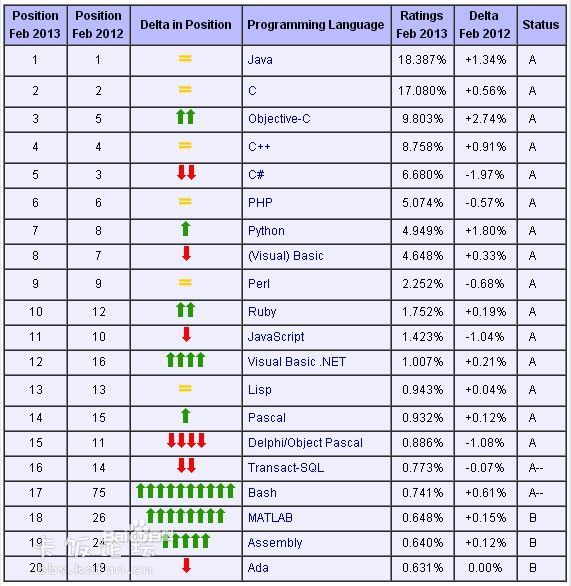 Position Feb 2013 Position Feb 2012 Delta in Position Programming Language Ratings Feb 2013 Delta Feb 2012 Status
1 1 = Java 18.387% +1.34% A
2 2 = C 17.080% +0.56% A
3 5 ⬆⬆ Objective-C 9.803% +2.74% A
4 4 = C++ 8.758% +0.91% A
5 3 ⬇⬇ C# 6.680% -1.97% A
6 6 = PHP 5.074% -0.57% A
7 8 ⬆ Python 4.949% +1.80% A
8 7 ⬇ (Visual) Basic 4.648% +0.33% A
9 9 = Perl 2.252% -0.68% A
10 12 ⬆⬆ Ruby 1.752% +0.19% A
11 10 ⬇ JavaScript 1.423% -1.04% A
12 16 ⬆⬆⬆⬆ Visual Basic .NET 1.007% +0.21% A
13 13 = Lisp 0.943% +0.04% A
14 15 ⬆ Pascal 0.932% +0.12% A
15 11 ⬇⬇⬇⬇ Delphi/Object Pascal 0.886% -1.08% A
16 14 ⬇⬇ Transact-SQL 0.773% -0.07% A--
17 75 ⬆⬆⬆⬆⬆⬆⬆⬆⬆⬆ Bash 0.741% +0.61% A--
18 26 ⬆⬆⬆⬆⬆⬆⬆⬆ MATLAB 0.648% +0.15% B
19 24 ⬆⬆⬆⬆⬆ Assembly 0.640% +0.12% B
20 19 ⬇ Ada 0.631% 0.00% B
卡饭论坛
bbs.kafan.cn